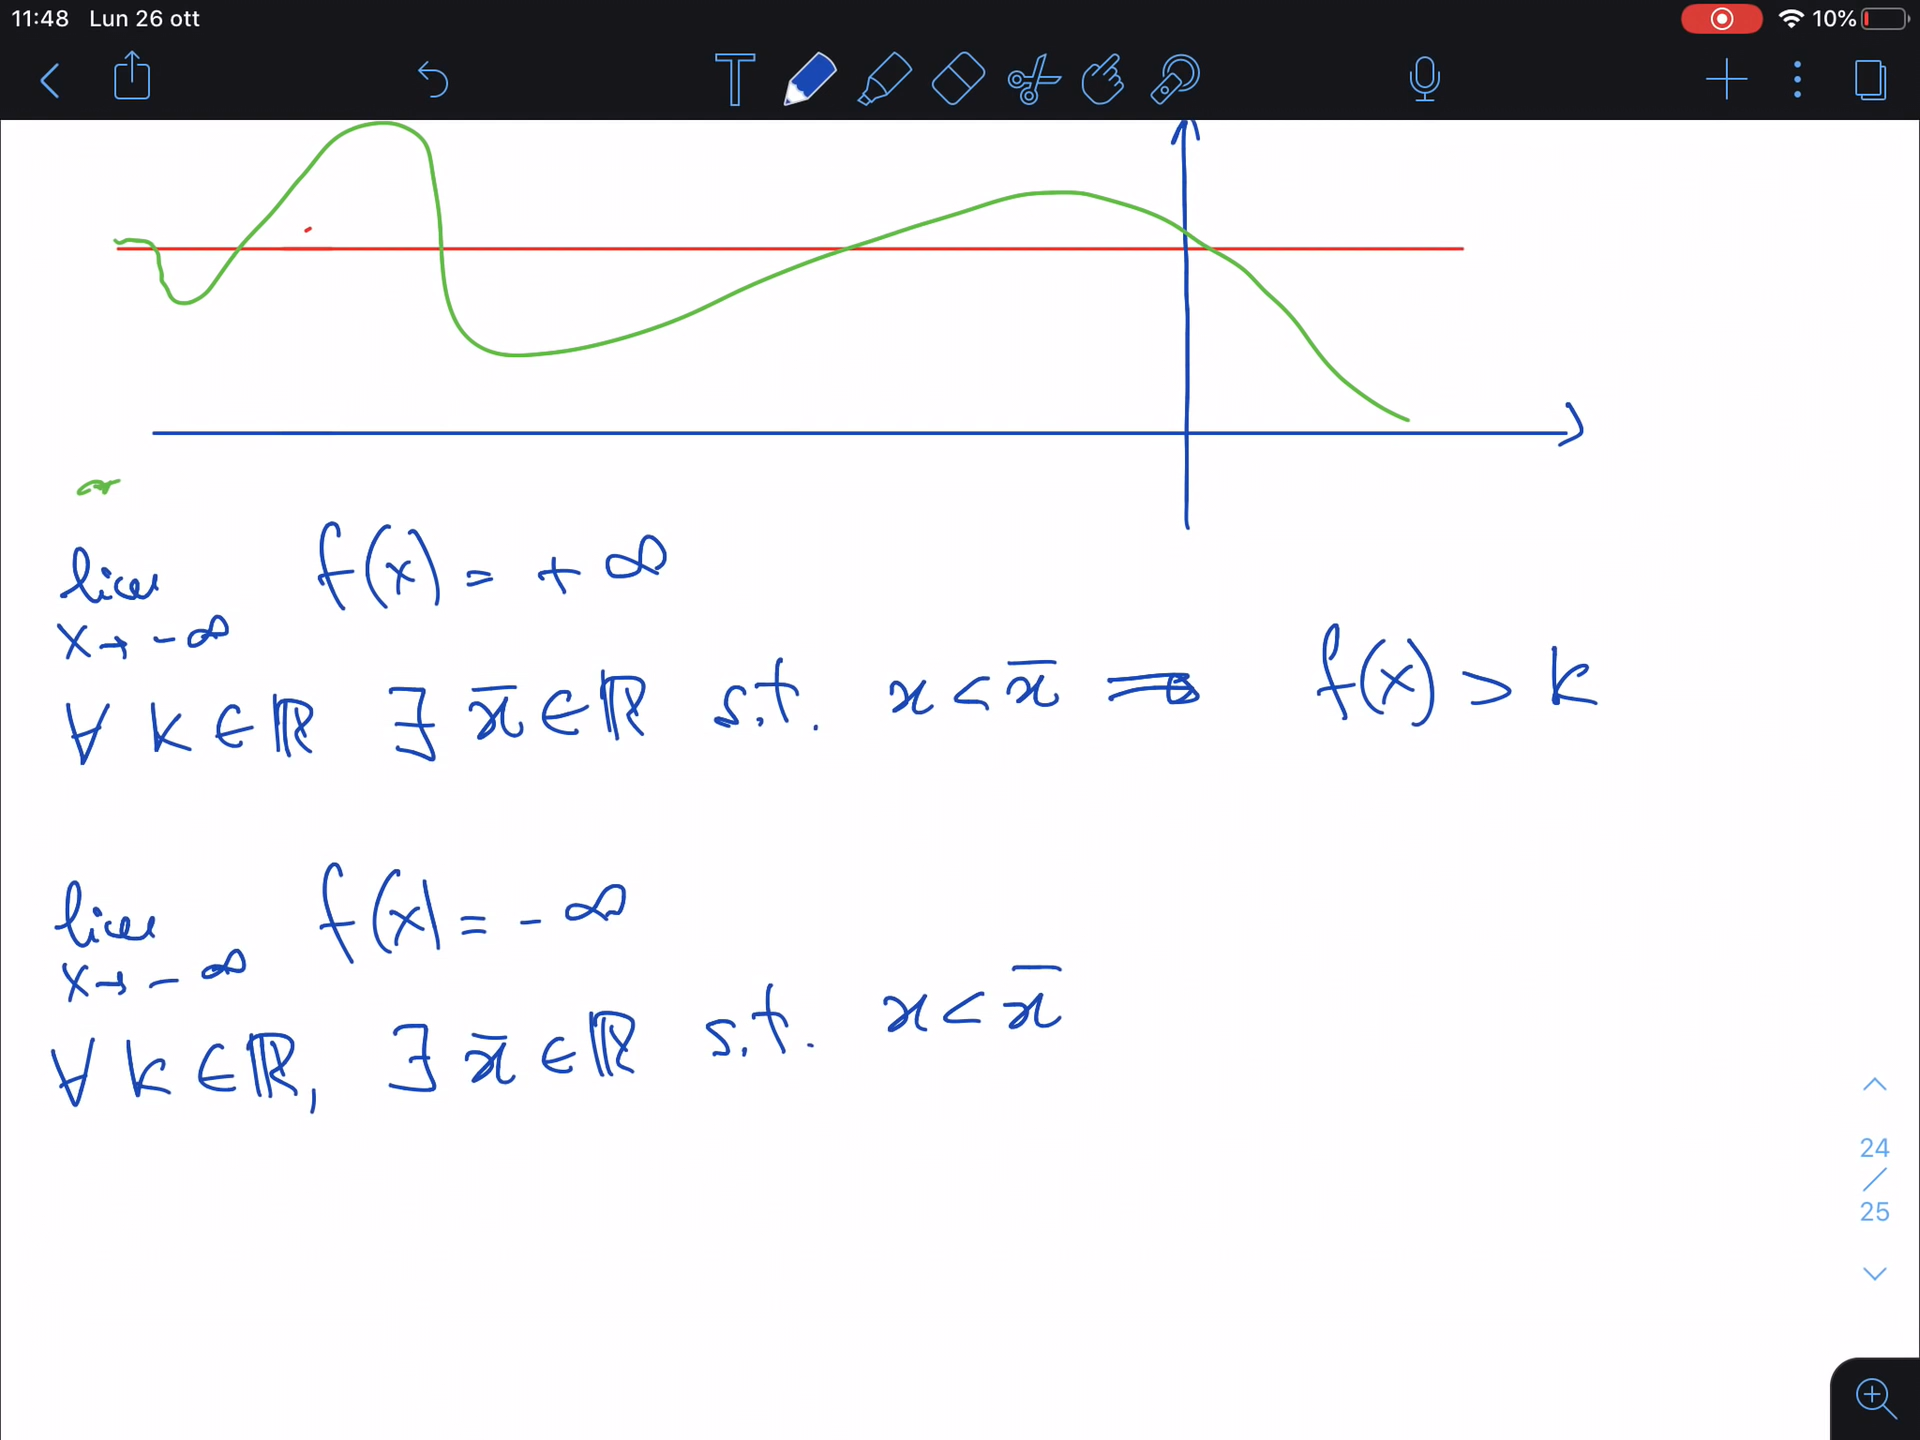 11:48 Lun 26 ott 10%
T
lim f(x) = + ∞
x → - ∞
∀ k ∈ ℝ ∃ x̄ ∈ ℝ s.t. x < x̄ ⇒ f(x) > k
lim f(x) = - ∞
x → - ∞
∀ k ∈ ℝ, ∃ x̄ ∈ ℝ s.t. x < x̄
24
/
25